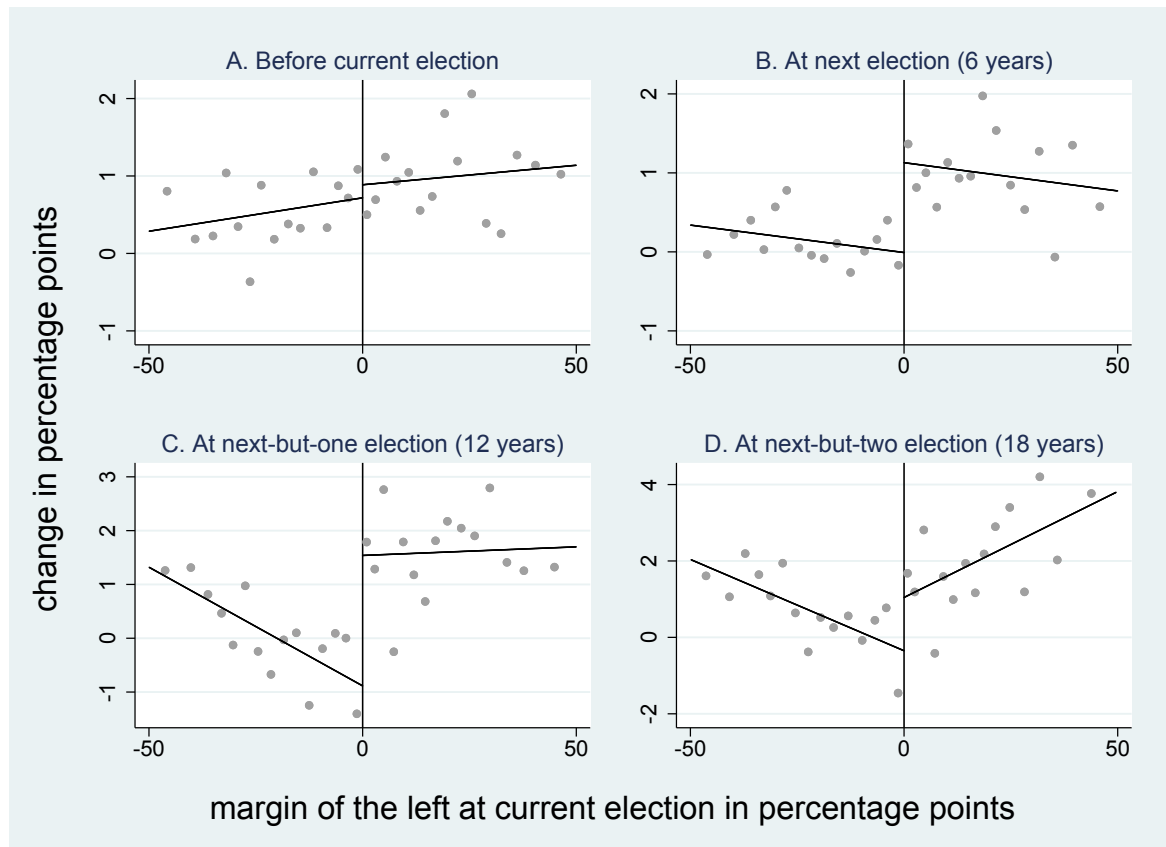 A. Before current election
2
1
0
-1
-50 0 50
B. At next election (6 years)
2
1
0
-1
-50 0 50
change in percentage points
C. At next-but-one election (12 years)
3
2
1
0
-1
-50 0 50
D. At next-but-two election (18 years)
4
2
0
-2
-50 0 50
margin of the left at current election in percentage points